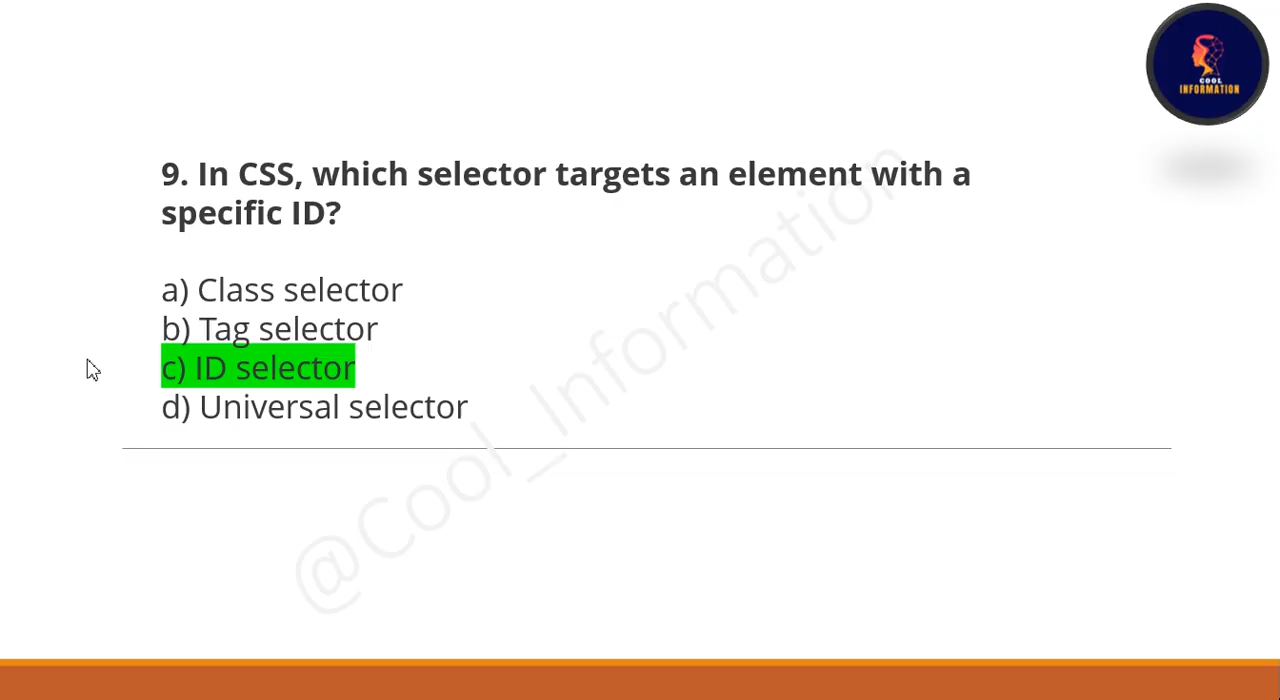 COOL
INFORMATION
9. In CSS, which selector targets an element with a
specific ID?
a) Class selector
b) Tag selector
c) ID selector
d) Universal selector
@Cool_Information